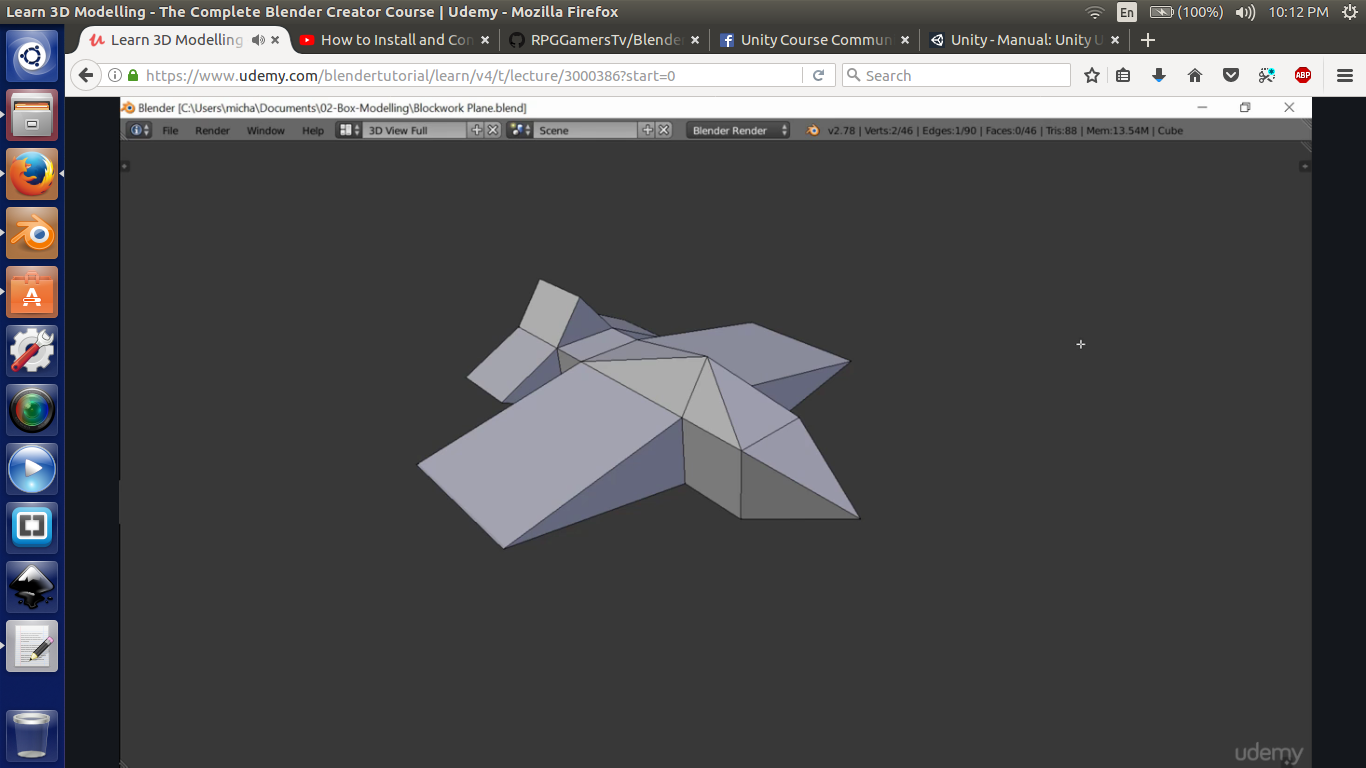 Learn 3D Modelling - The Complete Blender Creator Course | Udemy - Mozilla Firefox
En (100%) 10:12 PM
Learn 3D Modelling How to Install and Con RPGGamersTv/Blende Unity Course Commun Unity - Manual: Unity U
https://www.udemy.com/blendertutorial/learn/v4/t/lecture/3000386?start=0 Search ABP
Blender [C:\Users\micha\Documents\02-Box-Modelling\Blockwork Plane.blend]
File Render Window Help 3D View Full Scene Blender Render v2.78 | Verts:2/46 | Edges:1/90 | Faces:0/46 | Tris:88 | Mem:13.54M | Cube
udemy